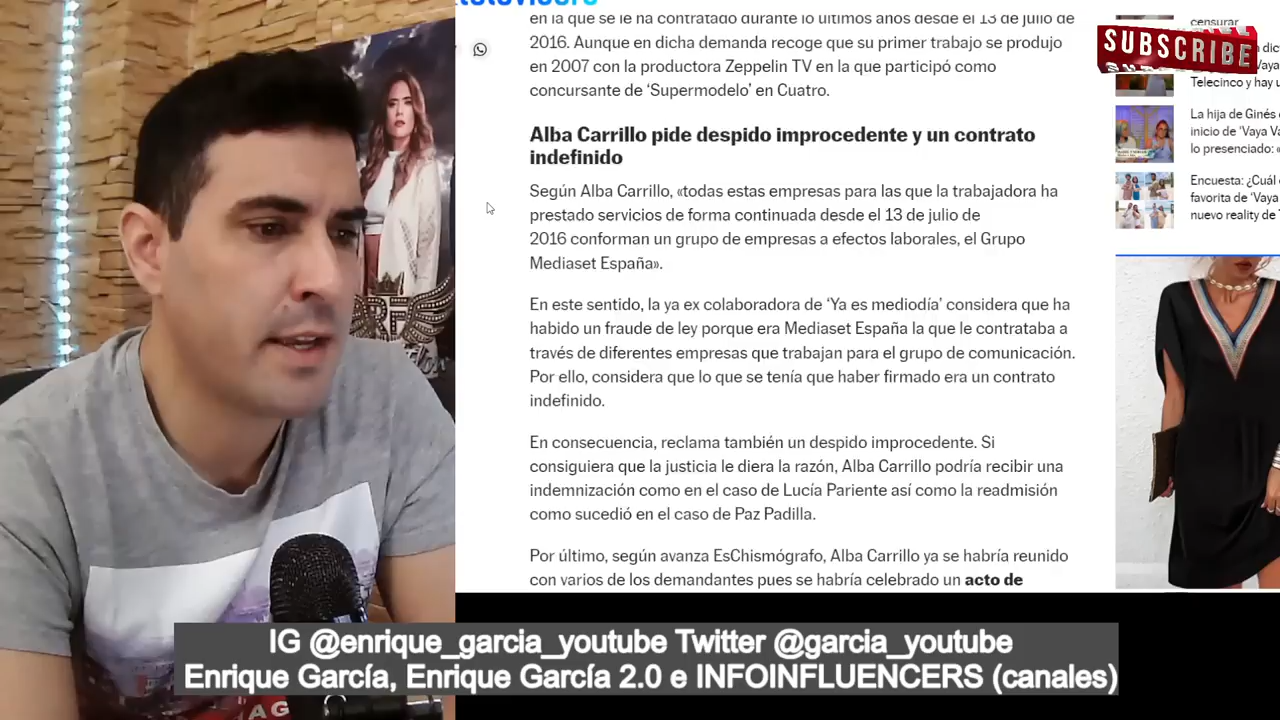 en la que se le ha contratado durante lo últimos años desde el 13 de julio de
2016. Aunque en dicha demanda recoge que su primer trabajo se produjo
en 2007 con la productora Zeppelin TV en la que participó como
concursante de ‘Supermodelo’ en Cuatro.
Alba Carrillo pide despido improcedente y un contrato
indefinido
Según Alba Carrillo, «todas estas empresas para las que la trabajadora ha
prestado servicios de forma continuada desde el 13 de julio de
2016 conforman un grupo de empresas a efectos laborales, el Grupo
Mediaset España».
En este sentido, la ya ex colaboradora de ‘Ya es mediodía’ considera que ha
habido un fraude de ley porque era Mediaset España la que le contrataba a
través de diferentes empresas que trabajan para el grupo de comunicación.
Por ello, considera que lo que se tenía que haber firmado era un contrato
indefinido.
En consecuencia, reclama también un despido improcedente. Si
consiguiera que la justicia le diera la razón, Alba Carrillo podría recibir una
indemnización como en el caso de Lucía Pariente así como la readmisión
como sucedió en el caso de Paz Padilla.
Por último, según avanza EsChismógrafo, Alba Carrillo ya se habría reunido
con varios de los demandantes pues se habría celebrado un acto de
censurar
SUBSCRIBE
Telecinco y hay u
La hija de Ginés
inicio de ‘Vaya V
lo presenciado: «
Encuesta: ¿Cuál
favorita de ‘Vaya
nuevo reality de
IG @enrique_garcia_youtube Twitter @garcia_youtube
Enrique García, Enrique García 2.0 e INFOINFLUENCERS (canales)